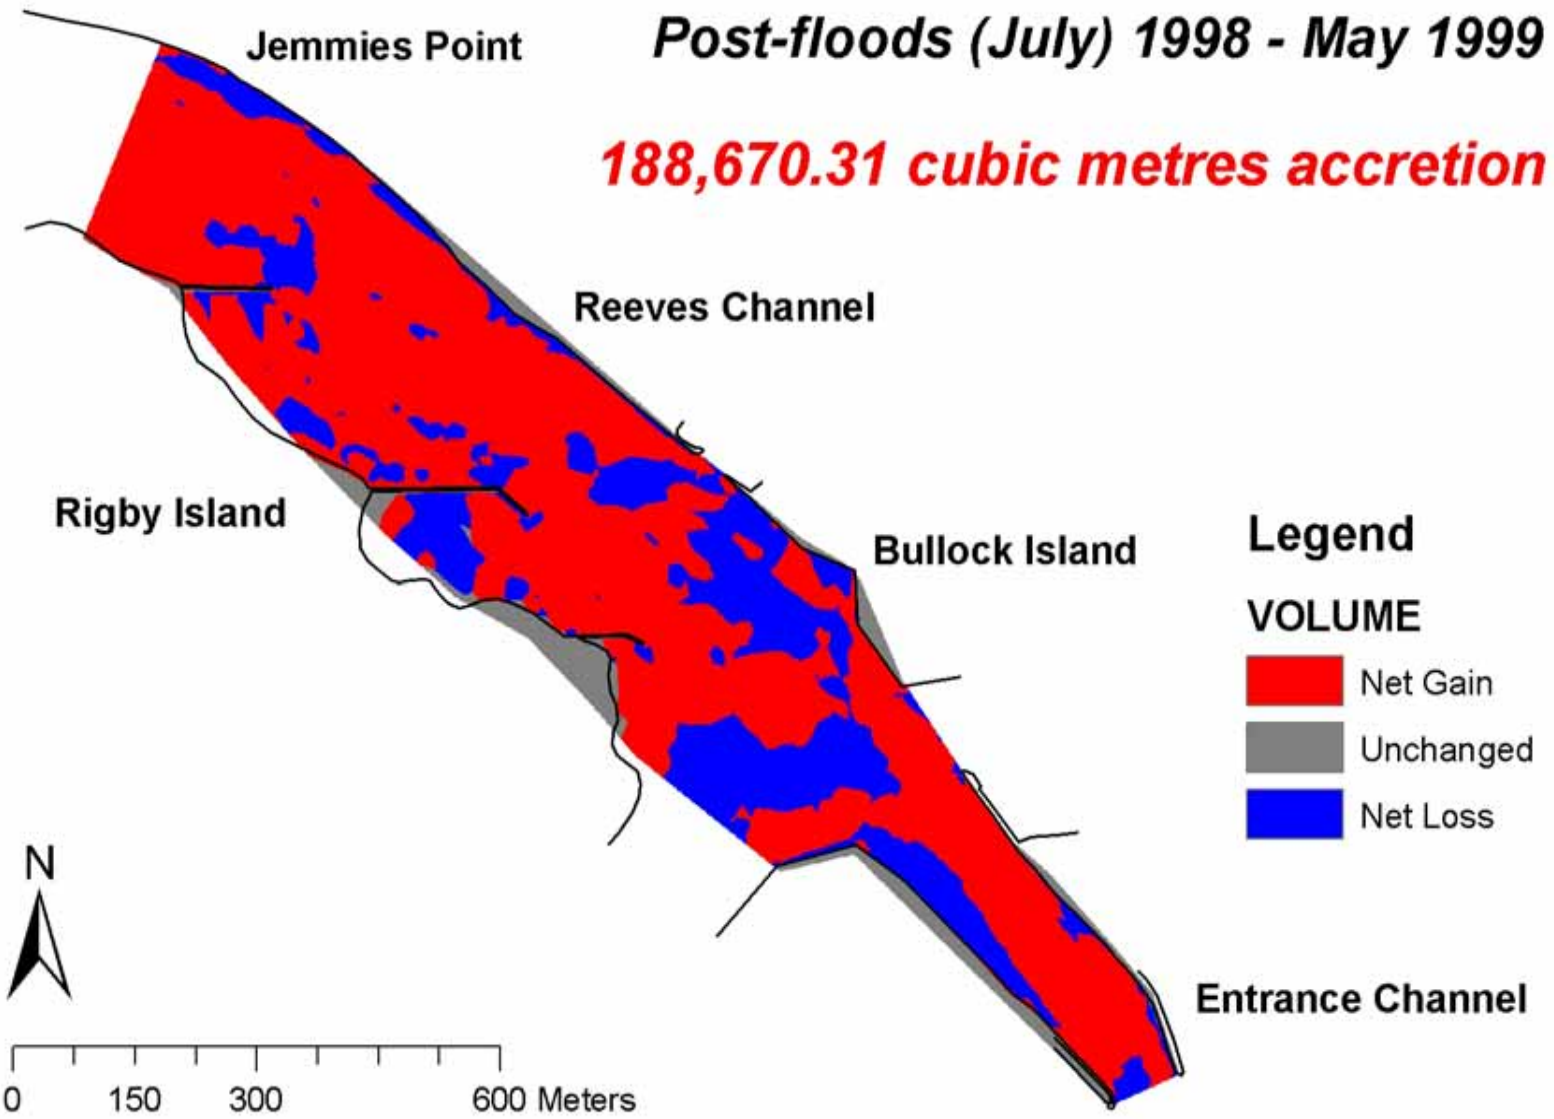 Post-floods (July) 1998 - May 1999
Jemmies Point
188,670.31 cubic metres accretion
Reeves Channel
Rigby Island
Bullock Island
Legend
VOLUME
Net Gain
Unchanged
Net Loss
N
Entrance Channel
0 150 300 600 Meters